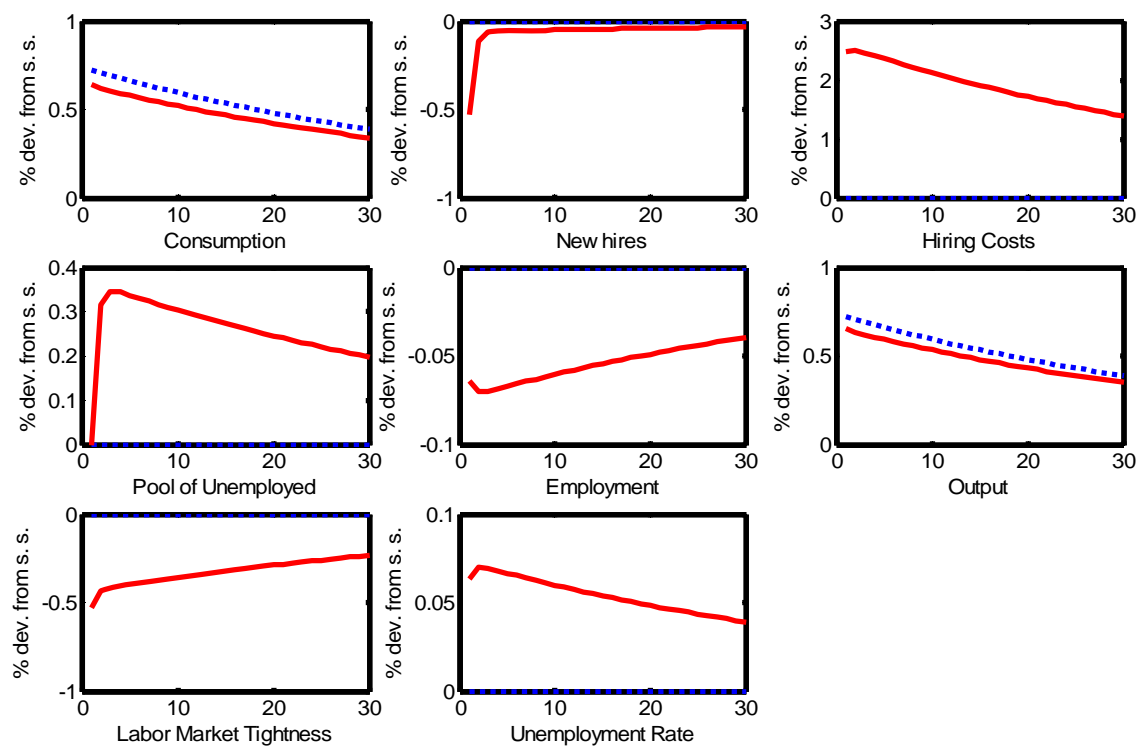 1
0.5
0
% dev. from s. s.
0 10 20 30
Consumption
0
-0.5
-1
% dev. from s. s.
0 10 20 30
New hires
3
2
1
0
% dev. from s. s.
0 10 20 30
Hiring Costs
0.4
0.3
0.2
0.1
0
% dev. from s. s.
0 10 20 30
Pool of Unemployed
0
-0.05
-0.1
% dev. from s. s.
0 10 20 30
Employment
1
0.5
0
% dev. from s. s.
0 10 20 30
Output
0
-0.5
-1
% dev. from s. s.
0 10 20 30
Labor Market Tightness
0.1
0.05
0
% dev. from s. s.
0 10 20 30
Unemployment Rate